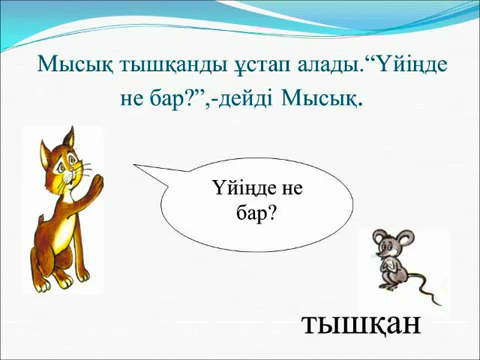 Мысық тышқанды ұстап алады.“Үйіңде
не бар?”,-дейді Мысық.
Үйіңде не
бар?
тышқан